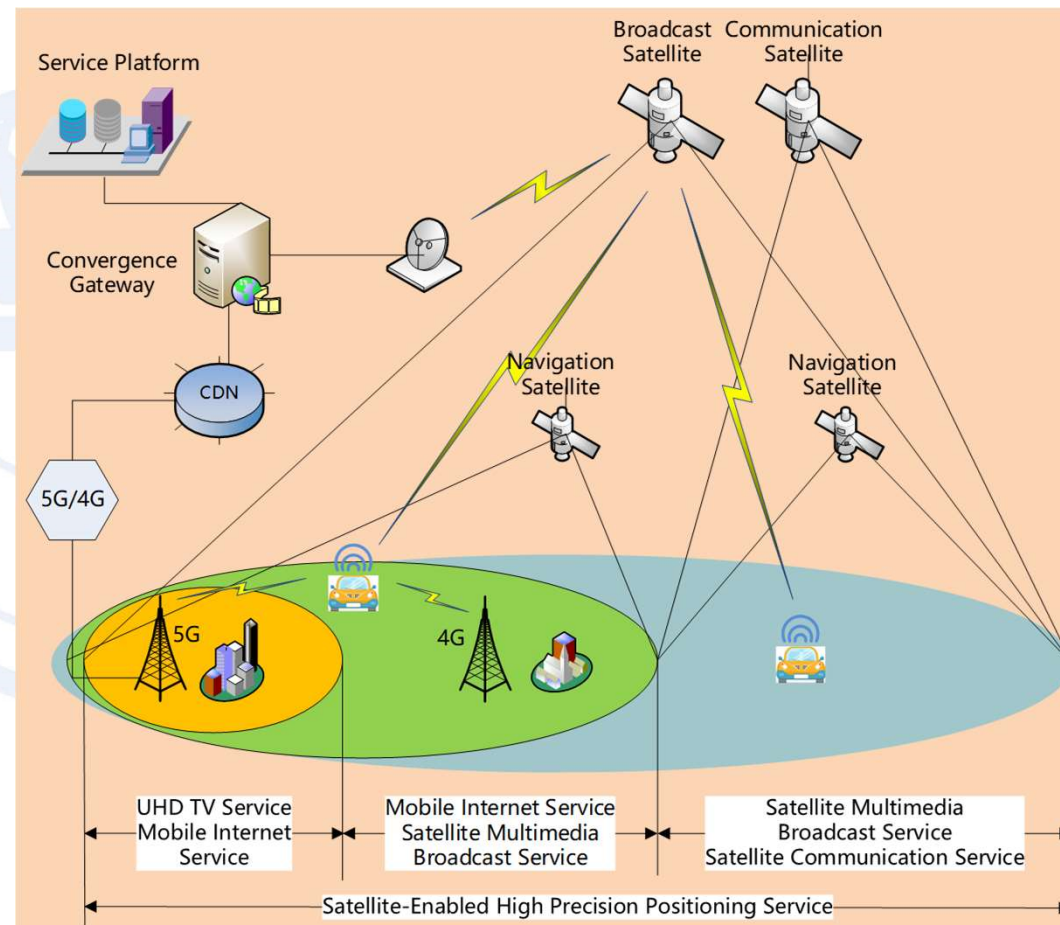 Broadcast
Satellite
Communication
Satellite
Service Platform
Convergence
Gateway
CDN
Navigation
Satellite
Navigation
Satellite
5G/4G
5G
4G
UHD TV Service
Mobile Internet
Service
Mobile Internet Service
Satellite Multimedia
Broadcast Service
Satellite Multimedia
Broadcast Service
Satellite Communication Service
Satellite-Enabled High Precision Positioning Service